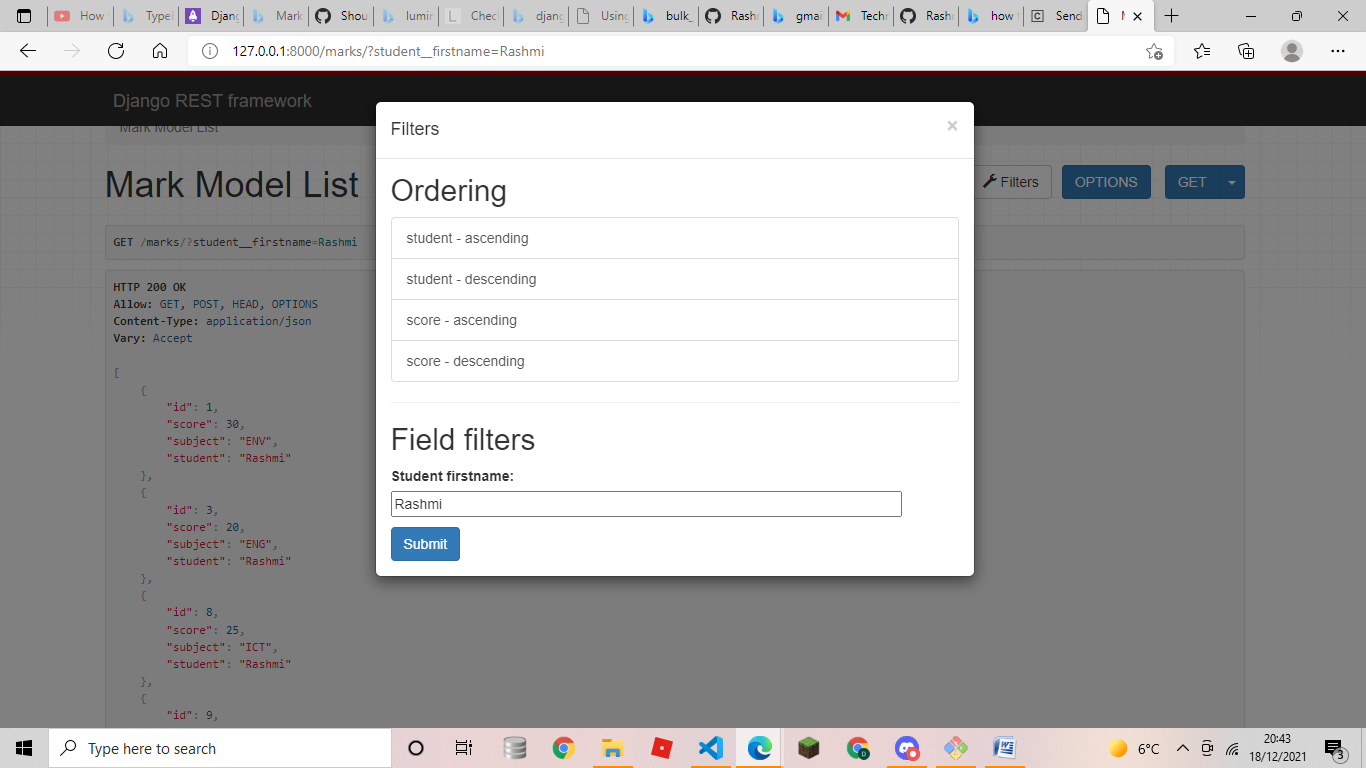 How
Type
Djang
Mark
Shou
lumin
Chec
djang
Using
bulk_
Rash
gmai
Techr
Rash
how t
Send
127.0.0.1:8000/marks/?student__firstname=Rashmi
Django REST framework
Mark Model List
Mark Model List
Filters
OPTIONS
GET
GET /marks/?student__firstname=Rashmi
HTTP 200 OK
Allow: GET, POST, HEAD, OPTIONS
Content-Type: application/json
Vary: Accept
[
{
"id": 1,
"score": 30,
"subject": "ENV",
"student": "Rashmi"
},
{
"id": 3,
"score": 20,
"subject": "ENG",
"student": "Rashmi"
},
{
"id": 8,
"score": 25,
"subject": "ICT",
"student": "Rashmi"
},
{
"id": 9,
Filters
×
Ordering
student - ascending
student - descending
score - ascending
score - descending
Field filters
Student firstname:
Rashmi
Submit
Type here to search
6°C
20:43
18/12/2021
3